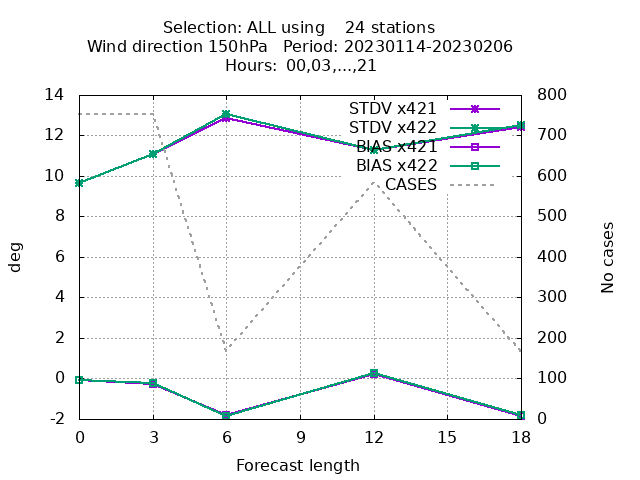 Selection: ALL using    24 stations
Wind direction 150hPa   Period: 20230114-20230206
Hours: 00,03,...,21
14 800
STDV x421
STDV x422
12 700
BIAS x421
BIAS x422
10 600
CASES
8 500
6 400
4 300
2 200
0 100
-2 0
deg
No cases
0 3 6 9 12 15 18
Forecast length